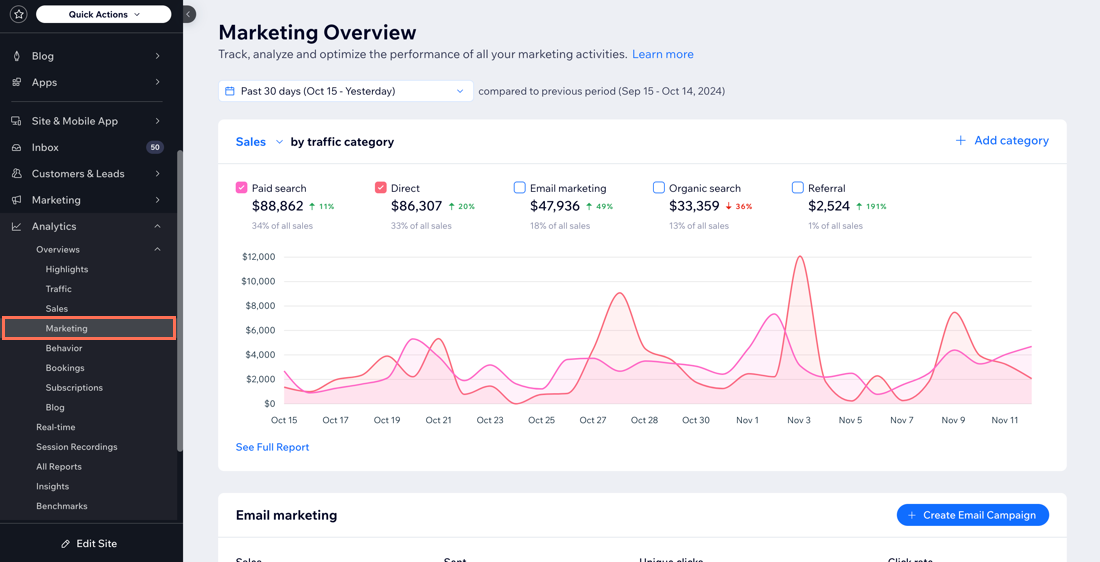 Quick Actions
Blog
Apps
Site & Mobile App
Inbox 50
Customers & Leads
Marketing
Analytics
Overviews
Highlights
Traffic
Sales
Marketing
Behavior
Bookings
Subscriptions
Blog
Real-time
Session Recordings
All Reports
Insights
Benchmarks
Edit Site
Marketing Overview
Track, analyze and optimize the performance of all your marketing activities. Learn more
Past 30 days (Oct 15 - Yesterday) compared to previous period (Sep 15 - Oct 14, 2024)
Sales by traffic category + Add category
Paid search
$88,862 ↑ 11%
34% of all sales
Direct
$86,307 ↑ 20%
33% of all sales
Email marketing
$47,936 ↑ 49%
18% of all sales
Organic search
$33,359 ↓ 36%
13% of all sales
Referral
$2,524 ↑ 191%
1% of all sales
$12,000
$10,000
$8,000
$6,000
$4,000
$2,000
$0
Oct 15 Oct 17 Oct 19 Oct 21 Oct 23 Oct 25 Oct 27 Oct 28 Oct 30 Nov 1 Nov 3 Nov 5 Nov 7 Nov 9 Nov 11
See Full Report
Email marketing + Create Email Campaign
Sales Sent Unique clicks Click rate